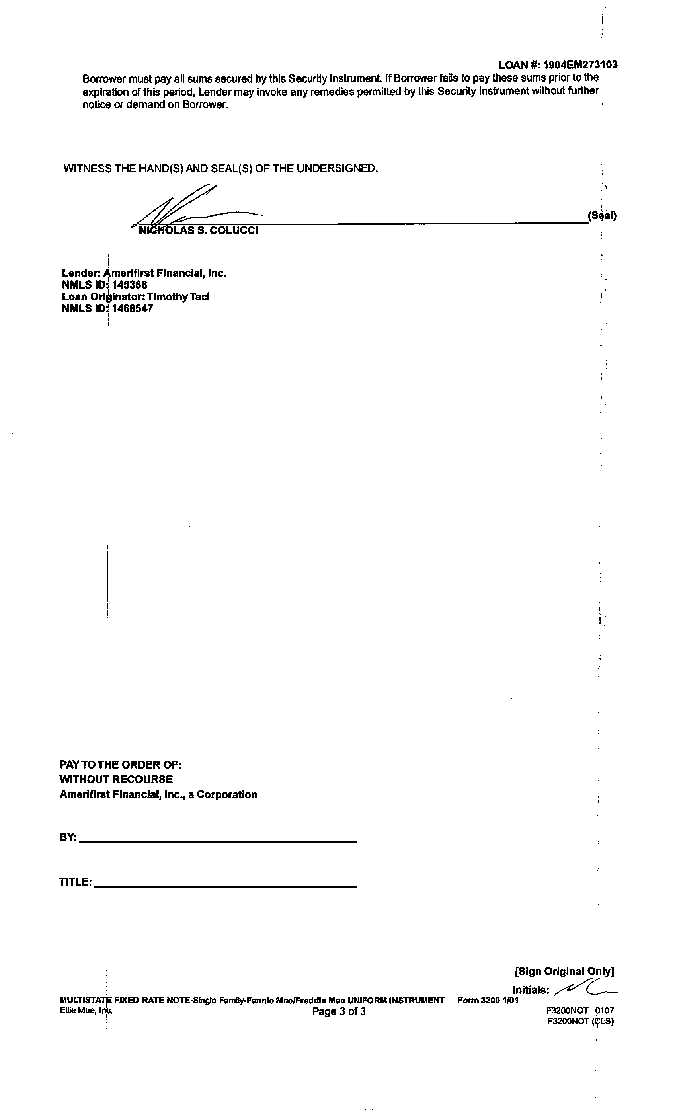 LOAN #: 1904EM273103
Borrower must pay all sums secured by this Security Instrument. If Borrower fails to pay these sums prior to the
expiration of this period, Lender may invoke any remedies permitted by this Security Instrument without further
notice or demand on Borrower.
WITNESS THE HAND(S) AND SEAL(S) OF THE UNDERSIGNED.
(Seal)
NICHOLAS S. COLUCCI
Lender: Amerifirst Financial, Inc.
NMLS ID: 145368
Loan Originator: Timothy Tad
NMLS ID: 1468547
PAY TO THE ORDER OF:
WITHOUT RECOURSE
Amerifirst Financial, Inc., a Corporation
BY:
TITLE:
[Sign Original Only]
Initials: NC
MULTISTATE FIXED RATE NOTE-Single Family-Fannie Mae/Freddie Mac UNIFORM INSTRUMENT Form 3200 1/01
Ellie Mae, Inc. Page 3 of 3 F3200NOT 0107
F3200NOT (CLS)